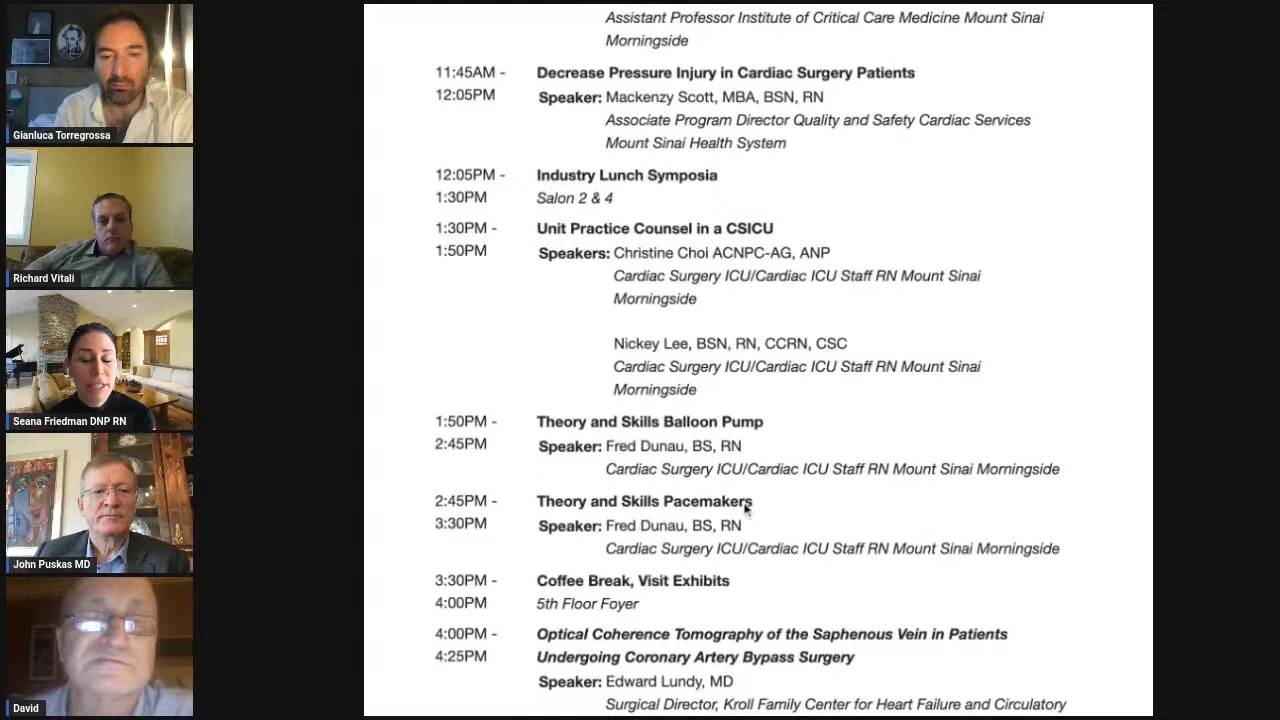 Gianluca Torregrossa
Richard Vitali
Seana Friedman DNP RN
John Puskas MD
David
Assistant Professor Institute of Critical Care Medicine Mount Sinai
Morningside
11:45AM - Decrease Pressure Injury in Cardiac Surgery Patients
12:05PM Speaker: Mackenzy Scott, MBA, BSN, RN
Associate Program Director Quality and Safety Cardiac Services
Mount Sinai Health System
12:05PM - Industry Lunch Symposia
1:30PM Salon 2 & 4
1:30PM - Unit Practice Counsel in a CSICU
1:50PM Speakers: Christine Choi ACNPC-AG, ANP
Cardiac Surgery ICU/Cardiac ICU Staff RN Mount Sinai
Morningside
Nickey Lee, BSN, RN, CCRN, CSC
Cardiac Surgery ICU/Cardiac ICU Staff RN Mount Sinai
Morningside
1:50PM - Theory and Skills Balloon Pump
2:45PM Speaker: Fred Dunau, BS, RN
Cardiac Surgery ICU/Cardiac ICU Staff RN Mount Sinai Morningside
2:45PM - Theory and Skills Pacemakers
3:30PM Speaker: Fred Dunau, BS, RN
Cardiac Surgery ICU/Cardiac ICU Staff RN Mount Sinai Morningside
3:30PM - Coffee Break, Visit Exhibits
4:00PM 5th Floor Foyer
4:00PM - Optical Coherence Tomography of the Saphenous Vein in Patients
4:25PM Undergoing Coronary Artery Bypass Surgery
Speaker: Edward Lundy, MD
Surgical Director, Kroll Family Center for Heart Failure and Circulatory